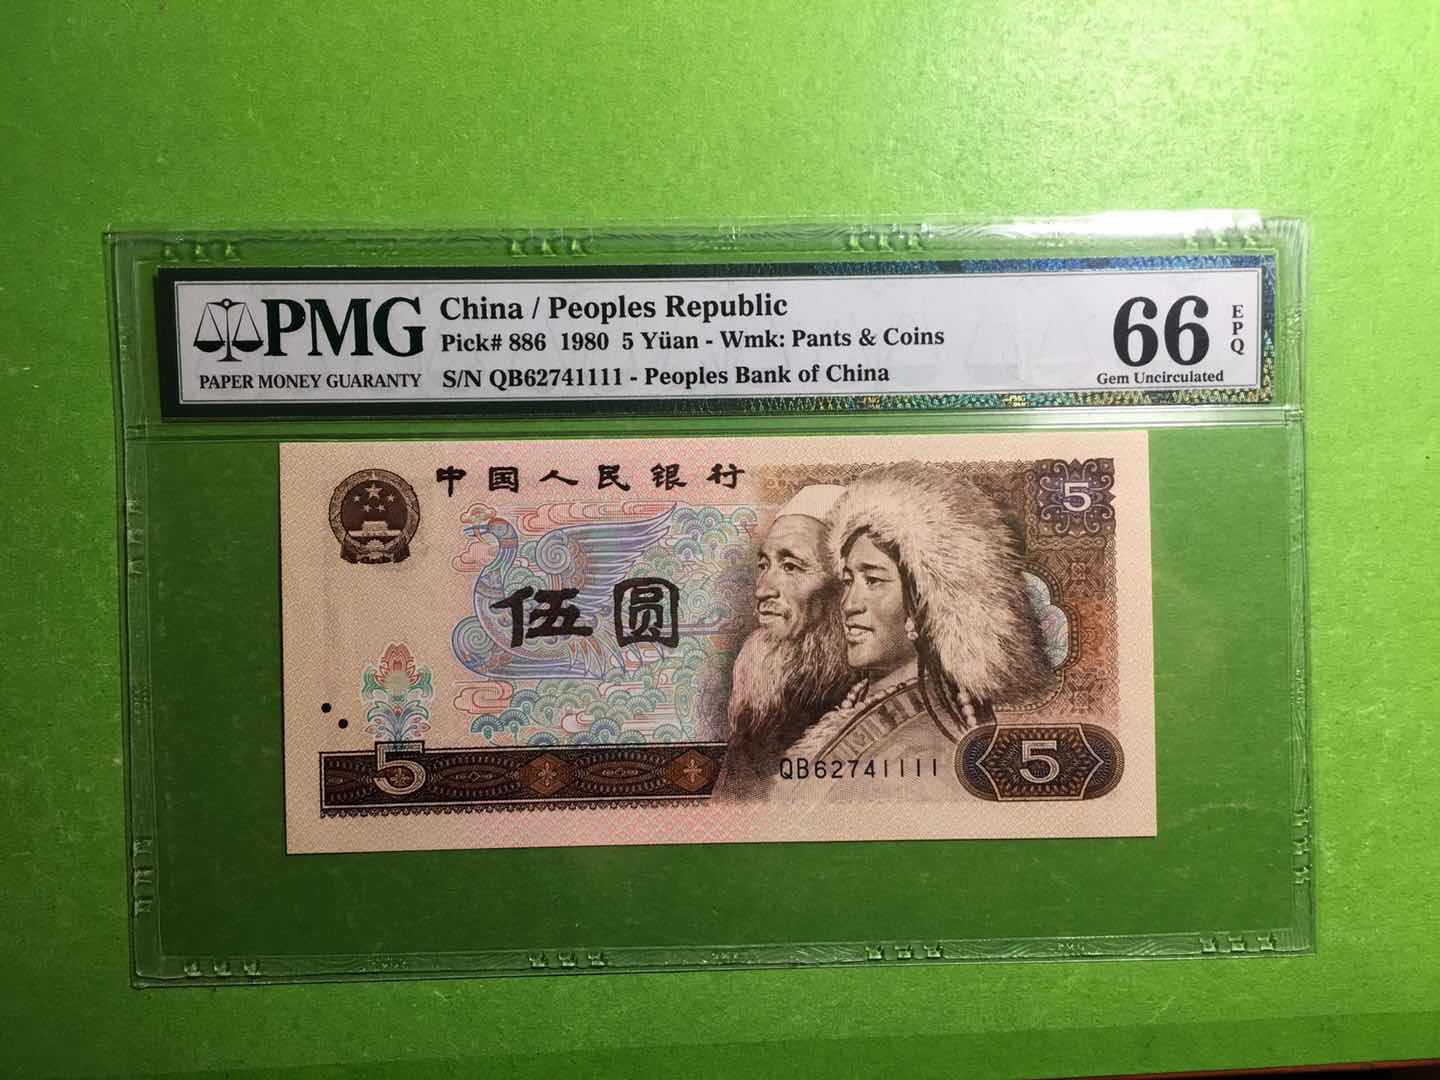 PMG
PAPER MONEY GUARANTY
China / Peoples Republic
Pick# 886 1980 5 Yüan - Wmk: Pants & Coins
S/N QB62741111 - Peoples Bank of China
66
EPQ
Gem Uncirculated
中国人民银行
5
伍圆
5
QB62741111
5